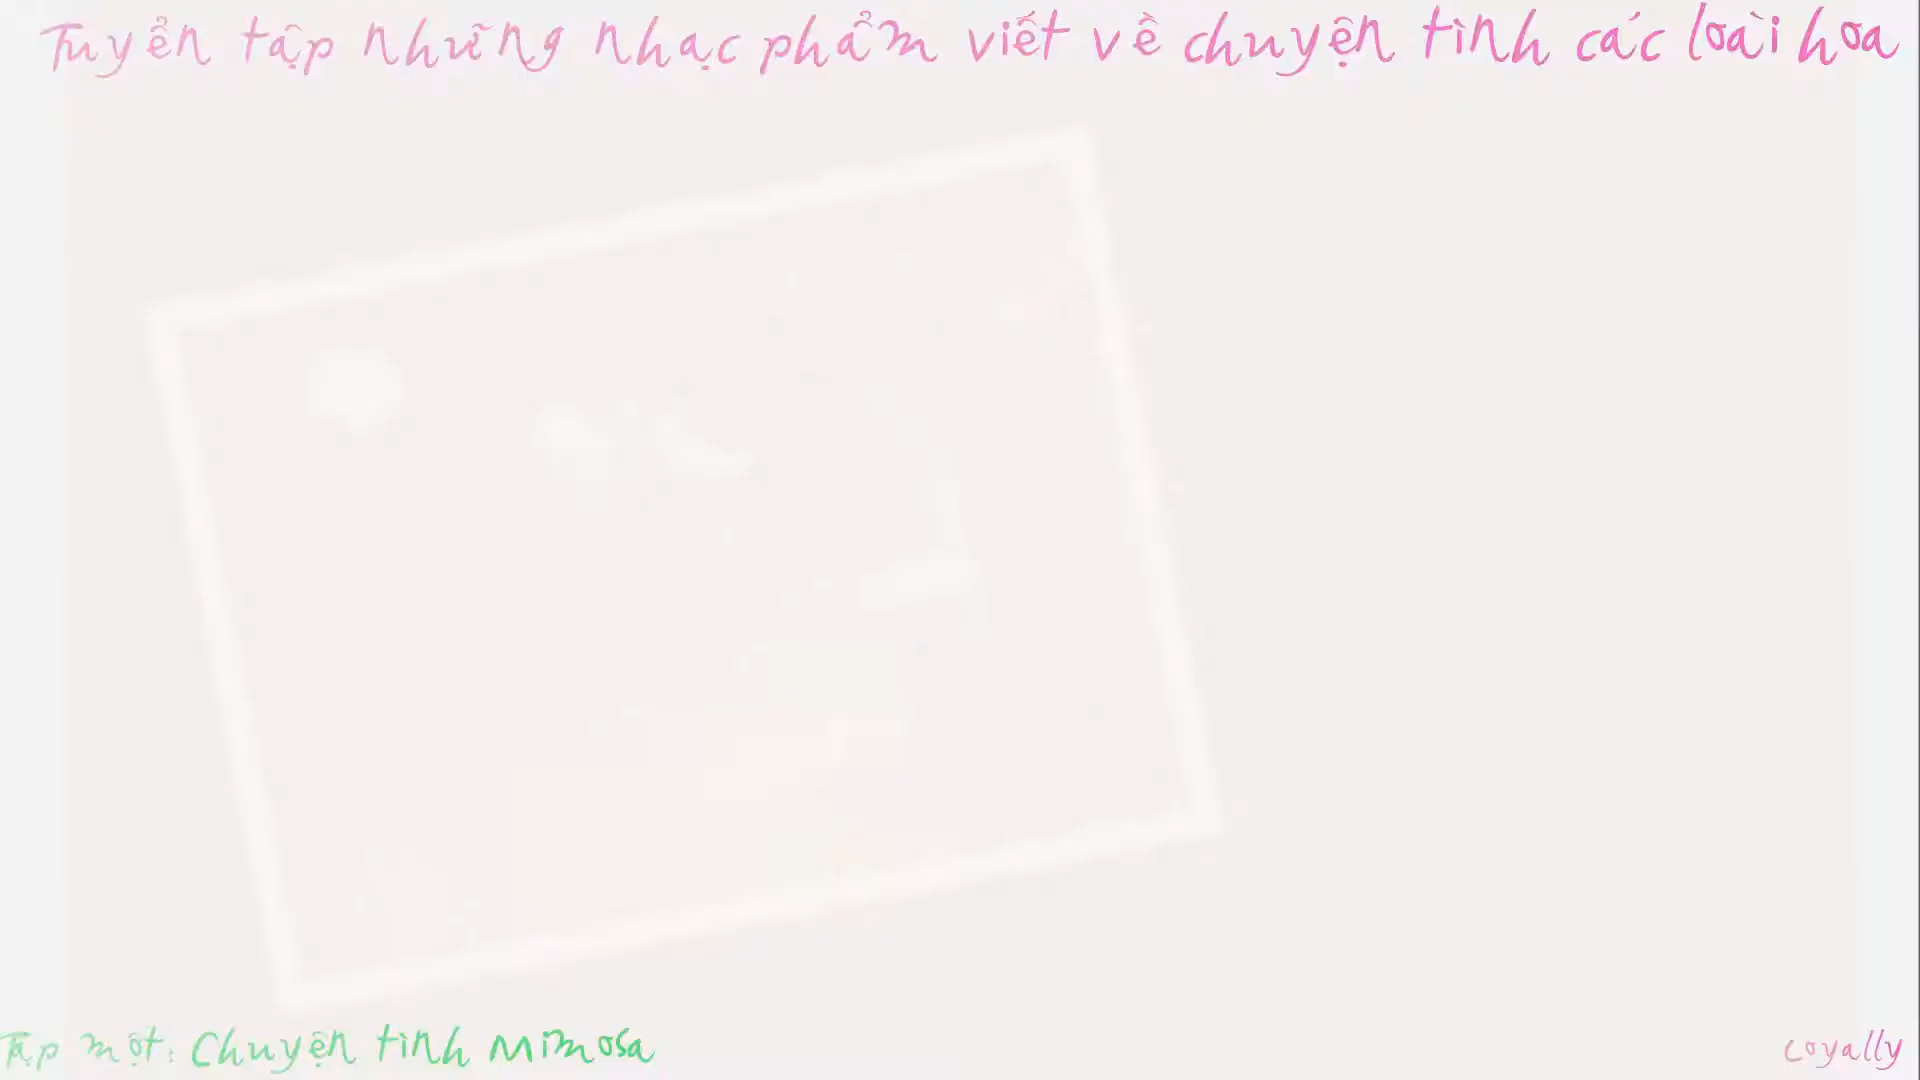 Tuyển tập những nhạc phẩm viết về chuyện tình các loài hoa
Tập một: Chuyện tình Mimosa
coyally